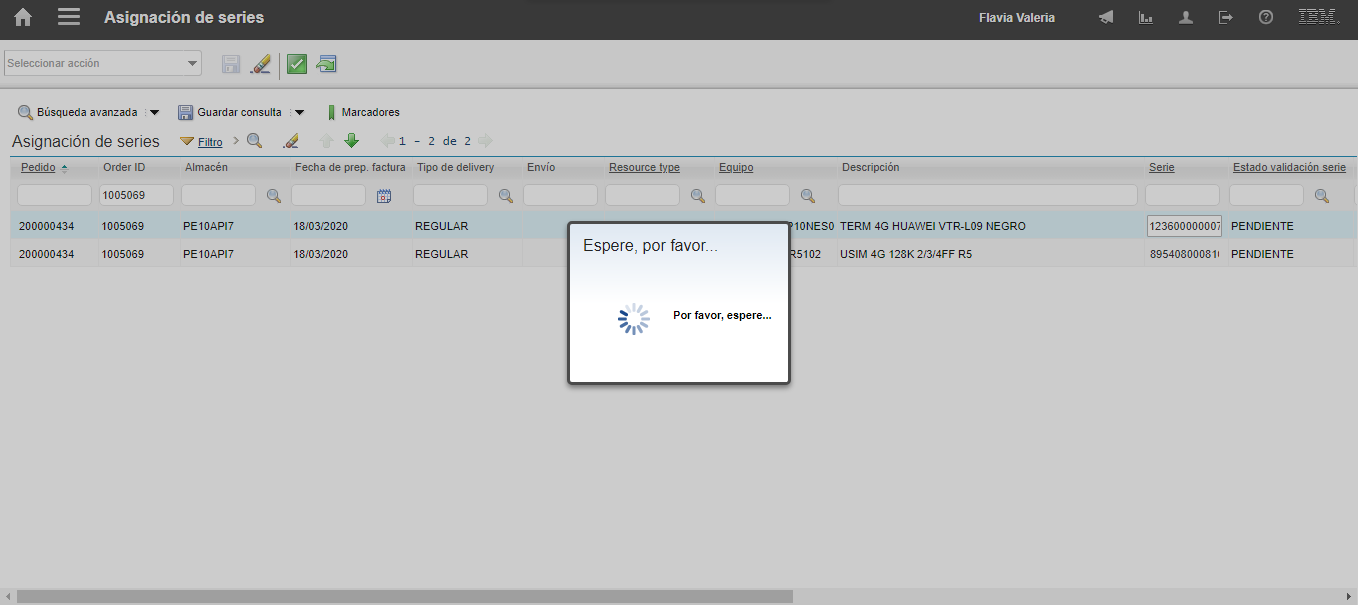 Asignación de series
Flavia Valeria
IBM.
Seleccionar acción
Búsqueda avanzada
Guardar consulta
Marcadores
Asignación de series
Filtro
1 - 2 de 2
Pedido Order ID Almacén Fecha de prep. factura Tipo de delivery Envío Resource type Equipo Descripción Serie Estado validación serie
1005069
200000434 1005069 PE10API7 18/03/2020 REGULAR P10NES0 TERM 4G HUAWEI VTR-L09 NEGRO 123600000007 PENDIENTE
200000434 1005069 PE10API7 18/03/2020 REGULAR R5102 USIM 4G 128K 2/3/4FF R5 89540800081 PENDIENTE
Espere, por favor...
Por favor, espere...